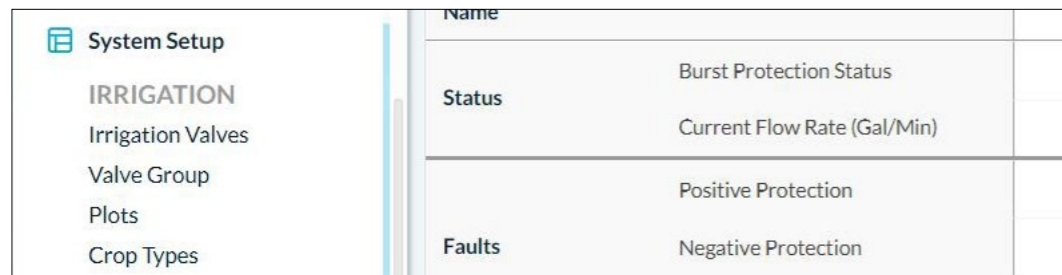 System Setup
IRRIGATION
Irrigation Valves
Valve Group
Plots
Crop Types
Name
Status
Burst Protection Status
Current Flow Rate (Gal/Min)
Faults
Positive Protection
Negative Protection